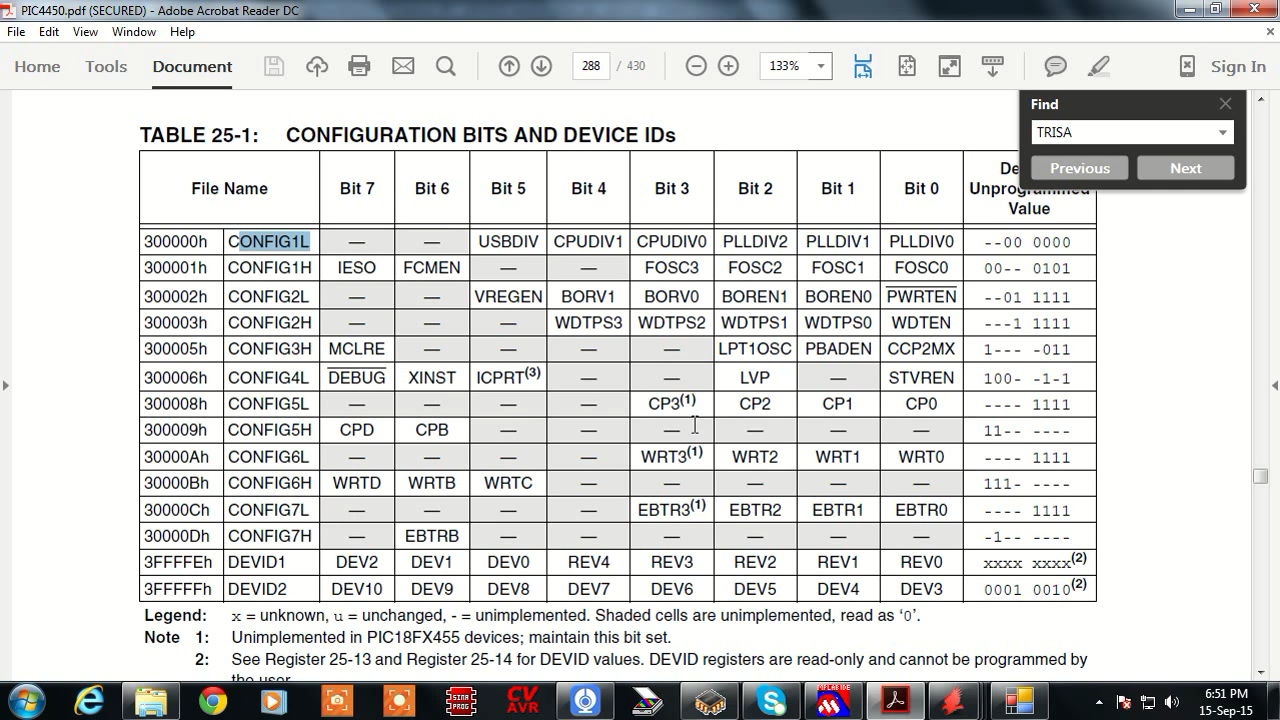 PIC4450.pdf (SECURED) - Adobe Acrobat Reader DC
File Edit View Window Help
Home Tools Document 288 / 430 133% Sign In
Find
TRISA
Previous Next
TABLE 25-1: CONFIGURATION BITS AND DEVICE IDs
File Name Bit 7 Bit 6 Bit 5 Bit 4 Bit 3 Bit 2 Bit 1 Bit 0 Unprogrammed Value
300000h CONFIG1L — — USBDIV CPUDIV1 CPUDIV0 PLLDIV2 PLLDIV1 PLLDIV0 --00 0000
300001h CONFIG1H IESO FCMEN — — FOSC3 FOSC2 FOSC1 FOSC0 00-- 0101
300002h CONFIG2L — — VREGEN BORV1 BORV0 BOREN1 BOREN0 PWRTEN --01 1111
300003h CONFIG2H — — — WDTPS3 WDTPS2 WDTPS1 WDTPS0 WDTEN ---1 1111
300005h CONFIG3H MCLRE — — — — LPT1OSC PBADEN CCP2MX 1--- -011
300006h CONFIG4L DEBUG XINST ICPRT(3) — — LVP — STVREN 100- -1-1
300008h CONFIG5L — — — — CP3(1) CP2 CP1 CP0 ---- 1111
300009h CONFIG5H CPD CPB — — — — — — 11-- ----
30000Ah CONFIG6L — — — — WRT3(1) WRT2 WRT1 WRT0 ---- 1111
30000Bh CONFIG6H WRTD WRTB WRTC — — — — — 111- ----
30000Ch CONFIG7L — — — — EBTR3(1) EBTR2 EBTR1 EBTR0 ---- 1111
30000Dh CONFIG7H — EBTRB — — — — — — -1-- ----
3FFFFEh DEVID1 DEV2 DEV1 DEV0 REV4 REV3 REV2 REV1 REV0 xxxx xxxx(2)
3FFFFFh DEVID2 DEV10 DEV9 DEV8 DEV7 DEV6 DEV5 DEV4 DEV3 0001 0010(2)
Legend: x = unknown, u = unchanged, - = unimplemented. Shaded cells are unimplemented, read as ‘0’.
Note 1: Unimplemented in PIC18FX455 devices; maintain this bit set.
2: See Register 25-13 and Register 25-14 for DEVID values. DEVID registers are read-only and cannot be programmed by
the user.
SINA PROG
CV AVR
MPLAB IDE
6:51 PM
15-Sep-15